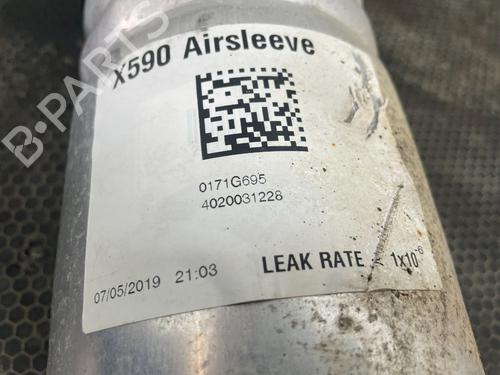 X590 Airsleeve
0171G695
4020031228
07/05/2019 21:03
LEAK RATE < 1x10⁻⁶
B-PARTS